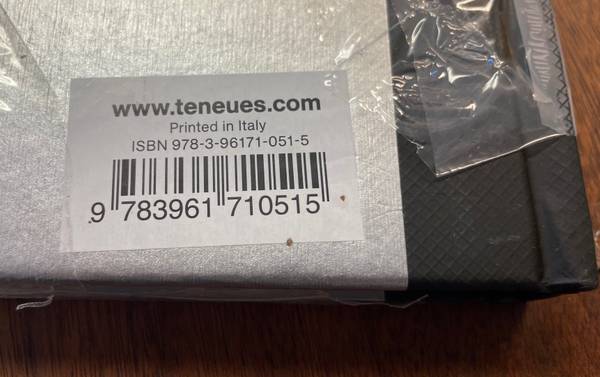 www.teneues.com
Printed in Italy
ISBN 978-3-96171-051-5
9 783961 710515